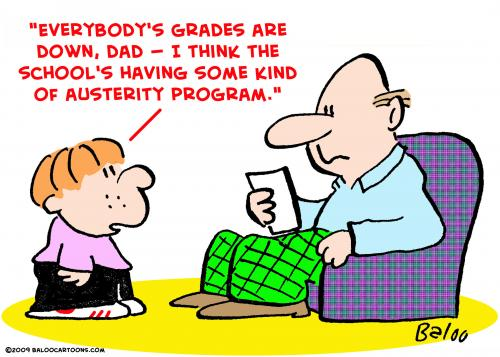 "EVERYBODY'S GRADES ARE
DOWN, DAD – I THINK THE
SCHOOL'S HAVING SOME KIND
OF AUSTERITY PROGRAM."
Baloo
©2009 BALOOCARTOONS.COM